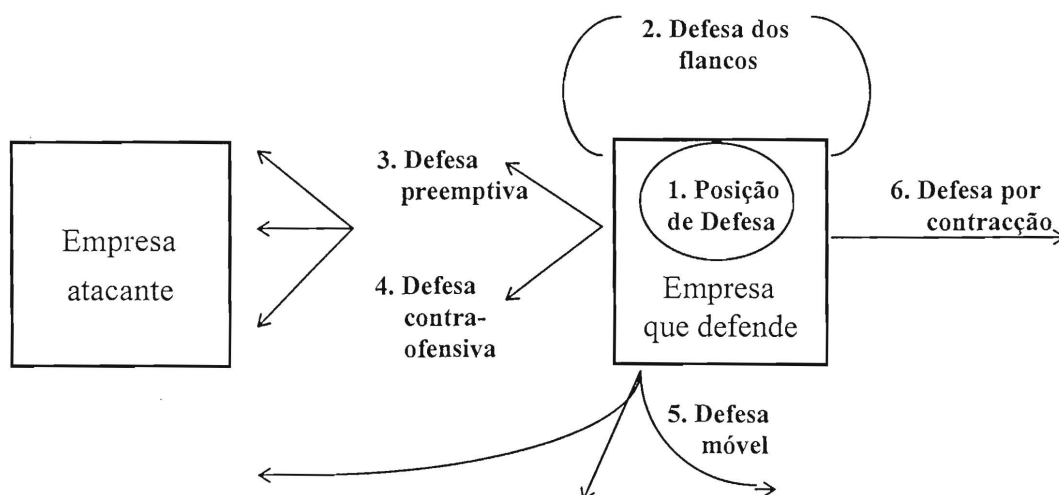 2. Defesa dos
flancos
3. Defesa
preemptiva
1. Posição
de Defesa
6. Defesa por
contracção
Empresa
atacante
4. Defesa
contra-
ofensiva
Empresa
que defende
5. Defesa
móvel